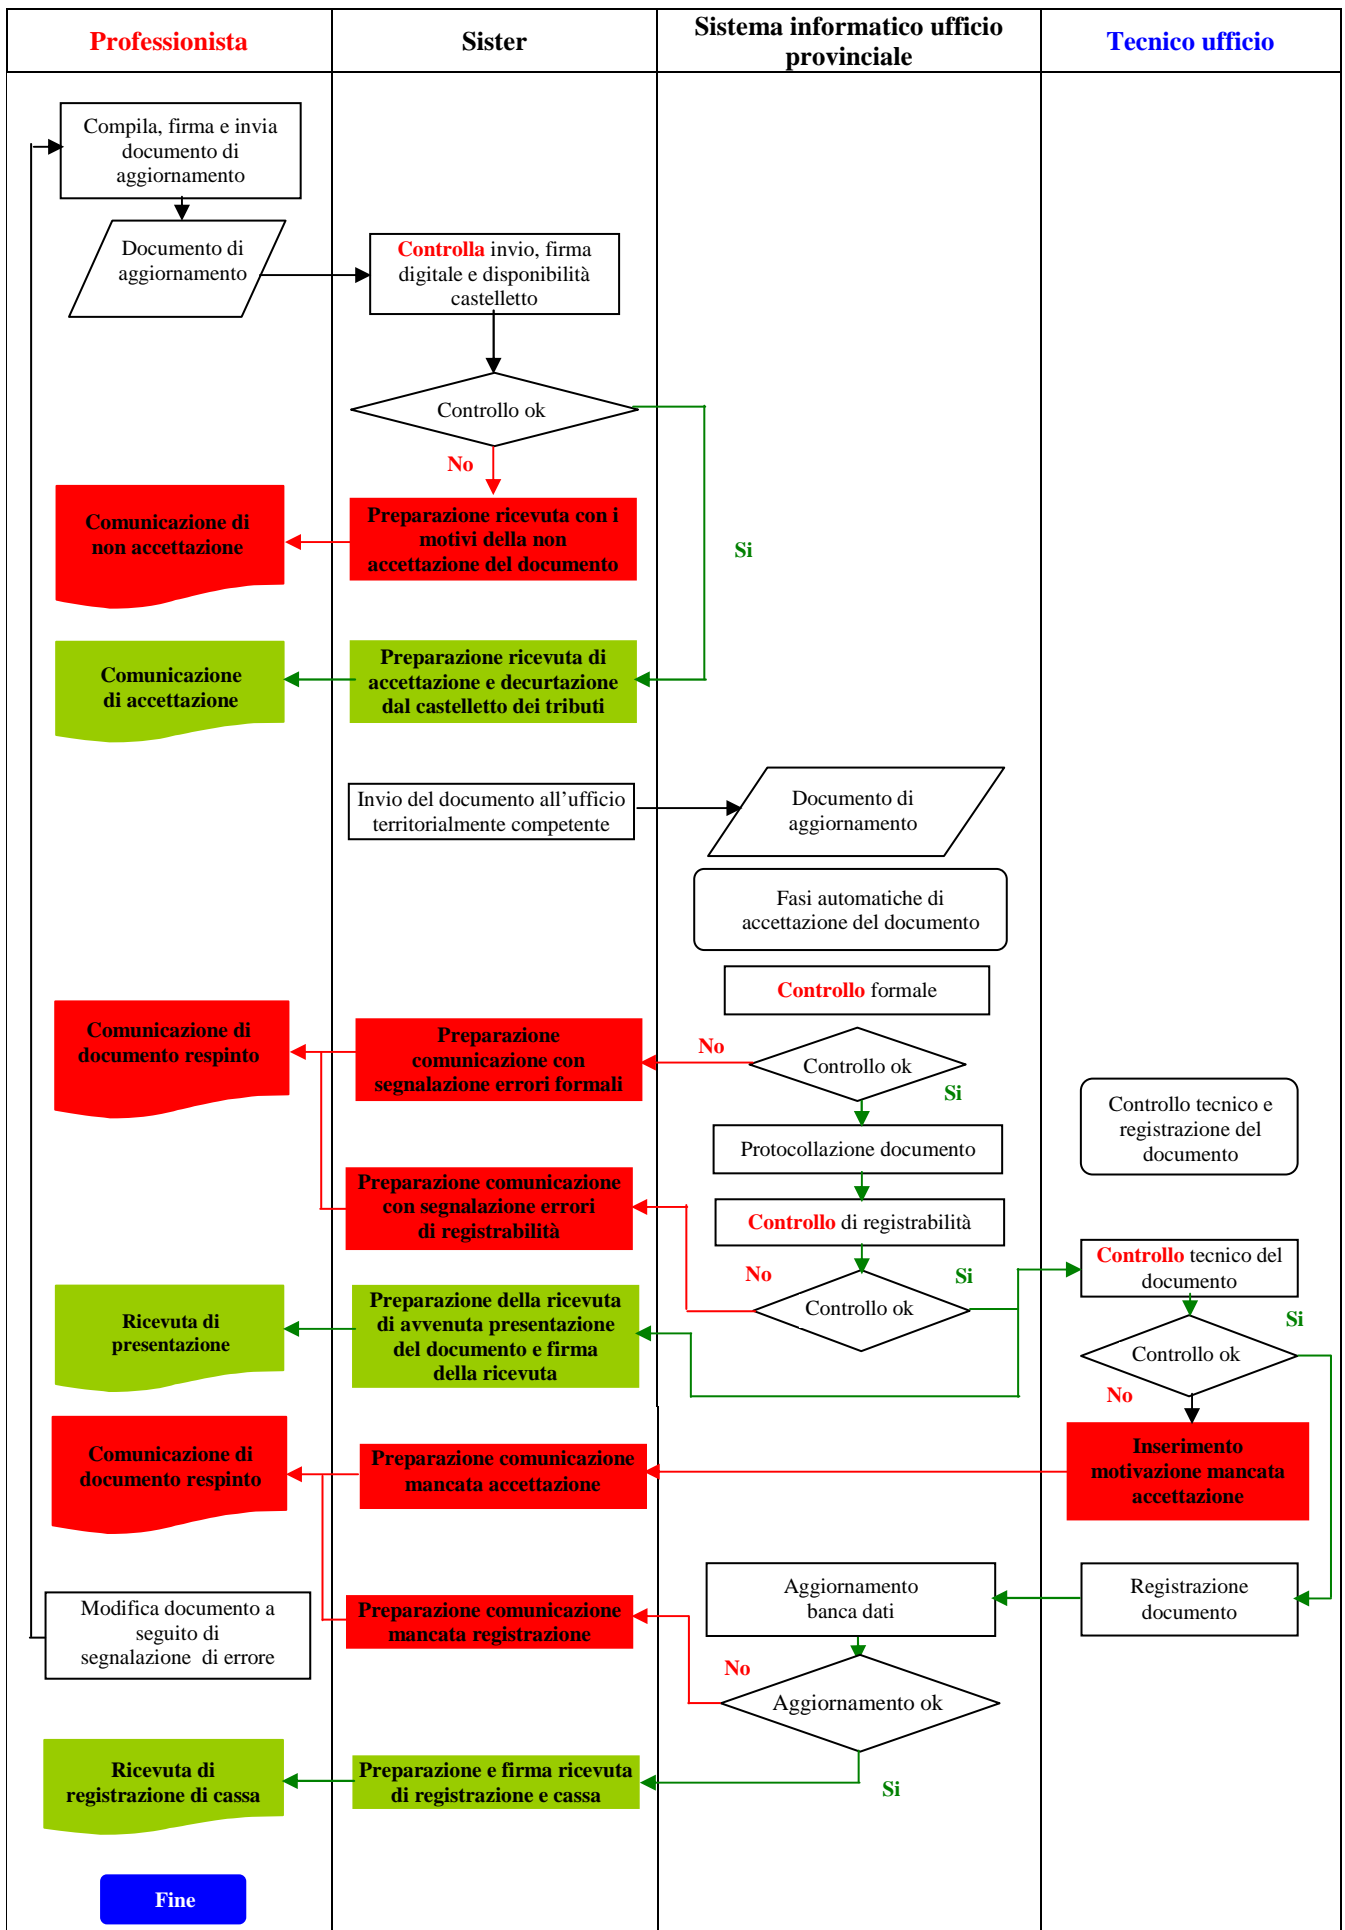 Professionista
Sister
Sistema informatico ufficio
provinciale
Tecnico ufficio
Compila, firma e invia
documento di
aggiornamento
Documento di
aggiornamento
Controlla invio, firma
digitale e disponibilità
castelletto
Controllo ok
No
Si
Comunicazione di
non accettazione
Preparazione ricevuta con i
motivi della non
accettazione del documento
Comunicazione
di accettazione
Preparazione ricevuta di
accettazione e decurtazione
dal castelletto dei tributi
Invio del documento all'ufficio
territorialmente competente
Documento di
aggiornamento
Fasi automatiche di
accettazione del documento
Controllo formale
Comunicazione di
documento respinto
Preparazione
comunicazione con
segnalazione errori formali
No
Controllo ok
Si
Controllo tecnico e
registrazione del
documento
Protocollazione documento
Preparazione comunicazione
con segnalazione errori
di registrabilità
Controllo di registrabilità
No
Controllo ok
Si
Controllo tecnico del
documento
Ricevuta di
presentazione
Preparazione della ricevuta
di avvenuta presentazione
del documento e firma
della ricevuta
Si
Controllo ok
No
Comunicazione di
documento respinto
Preparazione comunicazione
mancata accettazione
Inserimento
motivazione mancata
accettazione
Modifica documento a
seguito di
segnalazione di errore
Preparazione comunicazione
mancata registrazione
Aggiornamento
banca dati
Registrazione
documento
No
Aggiornamento ok
Si
Ricevuta di
registrazione di cassa
Preparazione e firma ricevuta
di registrazione e cassa
Fine